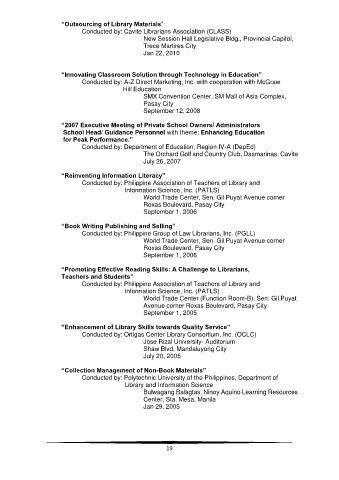 “Outsourcing of Library Materials”
Conducted by: Cavite Librarians Association (CLASS)
New Session Hall Legislative Bldg., Provincial Capitol,
Trece Martires City
Jan 22, 2010
“Innovating Classroom Solution through Technology in Education”
Conducted by: A-Z Direct Marketing, Inc. with cooperation with McGraw
Hill Education
SMX Convention Center, SM Mall of Asia Complex,
Pasay City
September 12, 2008
“2007 Executive Meeting of Private School Owners/ Administrators
School Head/ Guidance Personnel with theme: Enhancing Education
for Peak Performance.”
Conducted by: Department of Education, Region IV-A (DepEd)
The Orchard Golf and Country Club, Dasmarinas, Cavite
July 26, 2007
“Reinventing Information Literacy”
Conducted by: Philippine Association of Teachers of Library and
Information Science, Inc. (PATLS)
World Trade Center, Sen. Gil Puyat Avenue corner
Roxas Boulevard, Pasay City
September 1, 2006
“Book Writing Publishing and Selling”
Conducted by: Philippine Group of Law Librarians, Inc. (PGLL)
World Trade Center, Sen. Gil Puyat Avenue corner
Roxas Boulevard, Pasay City
September 1, 2006
“Promoting Effective Reading Skills: A Challenge to Librarians,
Teachers and Students”
Conducted by: Philippine Association of Teachers of Library and
Information Science, Inc. (PATLS)
World Trade Center (Function Room-B), Sen. Gil Puyat
Avenue corner Roxas Boulevard, Pasay City
September 1, 2005
“Enhancement of Library Skills towards Quality Service”
Conducted by: Ortigas Center Library Consortium, Inc. (OCLC)
Jose Rizal University- Auditorium
Shaw Blvd, Mandaluyong City
July 20, 2005
“Collection Management of Non-Book Materials”
Conducted by: Polytechnic University of the Philippines, Department of
Library and Information Science
Bulwagang Balagtas, Ninoy Aquino Learning Resources
Center, Sta. Mesa, Manila
Jan 29, 2005
19